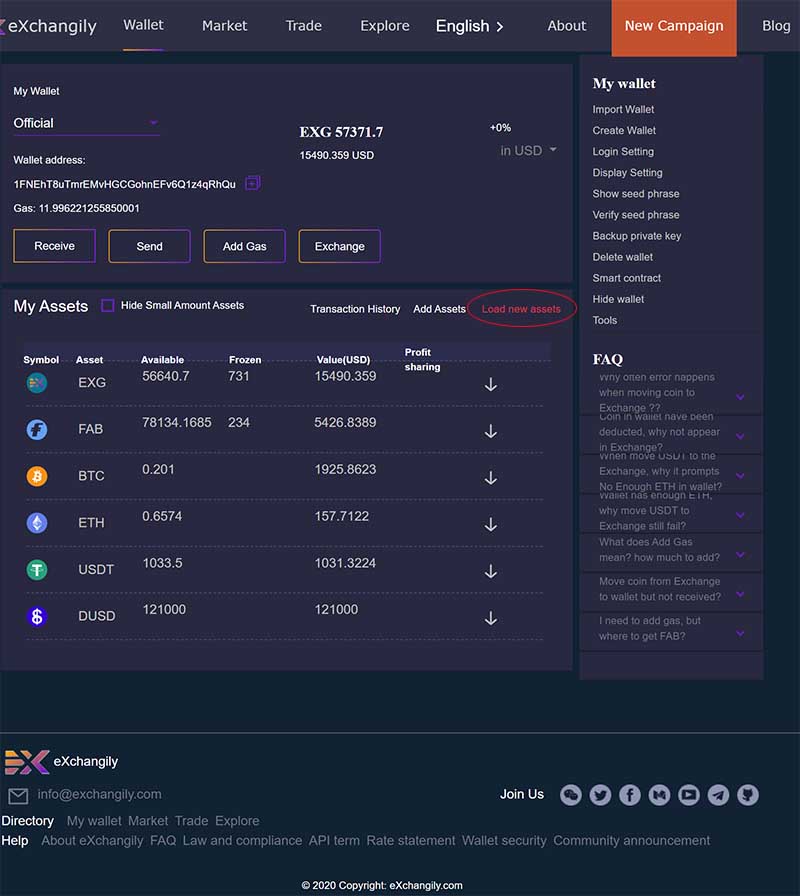 eXchangily Wallet Market Trade Explore English About New Campaign Blog
My Wallet
Official
Wallet address:
1FNEhT8uTmrEMvHGCGohnEFv6Q1z4qRhQu
Gas: 11.996221255850001
EXG 57371.7
15490.359 USD
+0%
in USD
Receive Send Add Gas Exchange
My Assets Hide Small Amount Assets Transaction History Add Assets Load new assets
Symbol Asset Available Frozen Value(USD) Profit sharing
EXG 56640.7 731 15490.359
FAB 78134.1685 234 5426.8389
BTC 0.201 1925.8623
ETH 0.6574 157.7122
USDT 1033.5 1031.3224
DUSD 121000 121000
My wallet
Import Wallet
Create Wallet
Login Setting
Display Setting
Show seed phrase
Verify seed phrase
Backup private key
Delete wallet
Smart contract
Hide wallet
Tools
FAQ
Why often error happens
when moving coin to
Exchange ??
Coin in wallet have been
deducted, why not appear
in Exchange?
When move USDT to the
Exchange, why it prompts
No Enough ETH in wallet?
Wallet has enough ETH,
why move USDT to
Exchange still fail?
What does Add Gas
mean? how much to add?
Move coin from Exchange
to wallet but not received?
I need to add gas, but
where to get FAB?
eXchangily
info@exchangily.com
Join Us
Directory My wallet Market Trade Explore
Help About eXchangily FAQ Law and compliance API term Rate statement Wallet security Community announcement
© 2020 Copyright: eXchangily.com